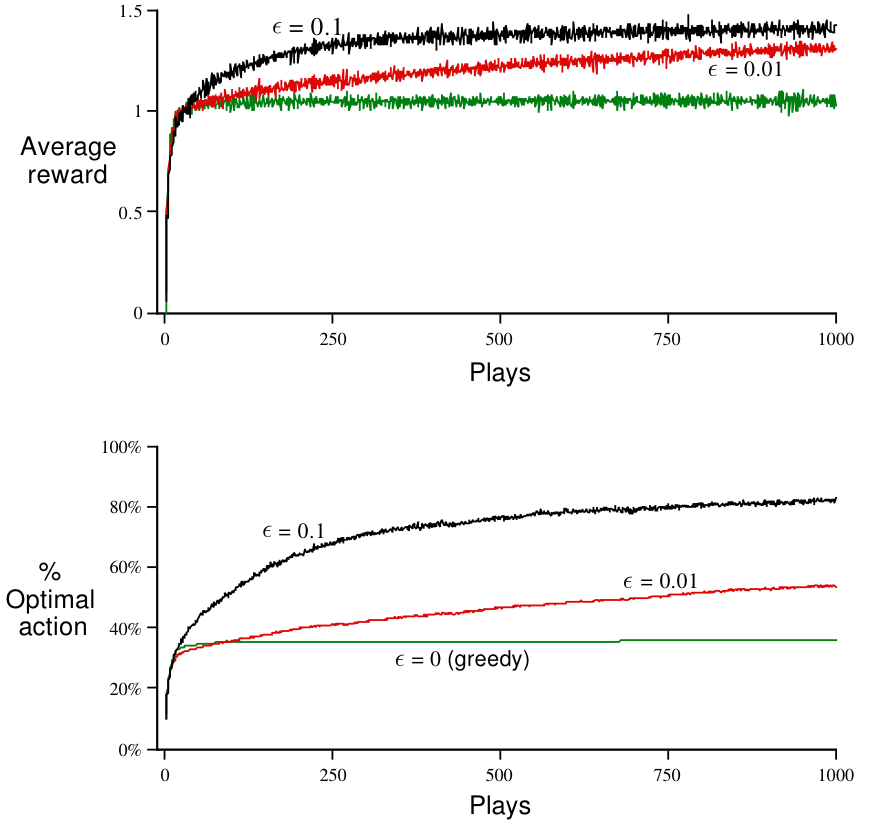 1.5
ϵ = 0.1
ϵ = 0.01
1
Average
reward
0.5
0
0
250
500
750
1000
Plays
100%
80%
ϵ = 0.1
60%
%
Optimal
action
ϵ = 0.01
40%
ϵ = 0 (greedy)
20%
0%
0
250
500
750
1000
Plays